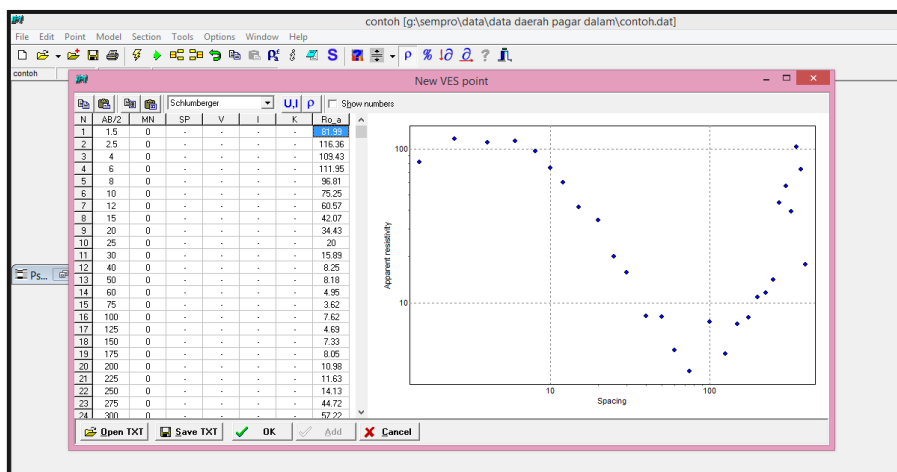 contoh [g:\sempro\data\data daerah pagar dalam\contoh.dat]
File Edit Point Model Section Tools Options Window Help
ρ % ?
contoh
New VES point
Schlumberger U,I ρ Show numbers
N AB/2 MN SP V I K Ro_a
1 1.5 0 - - - - 81.99
2 2.5 0 - - - - 116.36
3 4 0 - - - - 109.43
4 6 0 - - - - 111.95
5 8 0 - - - - 96.81
6 10 0 - - - - 75.25
7 12 0 - - - - 60.57
8 15 0 - - - - 42.07
9 20 0 - - - - 34.43
10 25 0 - - - - 20
11 30 0 - - - - 15.89
12 40 0 - - - - 8.25
13 50 0 - - - - 8.18
14 60 0 - - - - 4.95
15 75 0 - - - - 3.62
16 100 0 - - - - 7.62
17 125 0 - - - - 4.69
18 150 0 - - - - 7.33
19 175 0 - - - - 8.05
20 200 0 - - - - 10.98
21 225 0 - - - - 11.63
22 250 0 - - - - 14.13
23 275 0 - - - - 44.72
24 300 0 - - - - 57.22
100
10
Apparent resistivity
10 100
Spacing
Ps...
Open TXT Save TXT OK Add Cancel